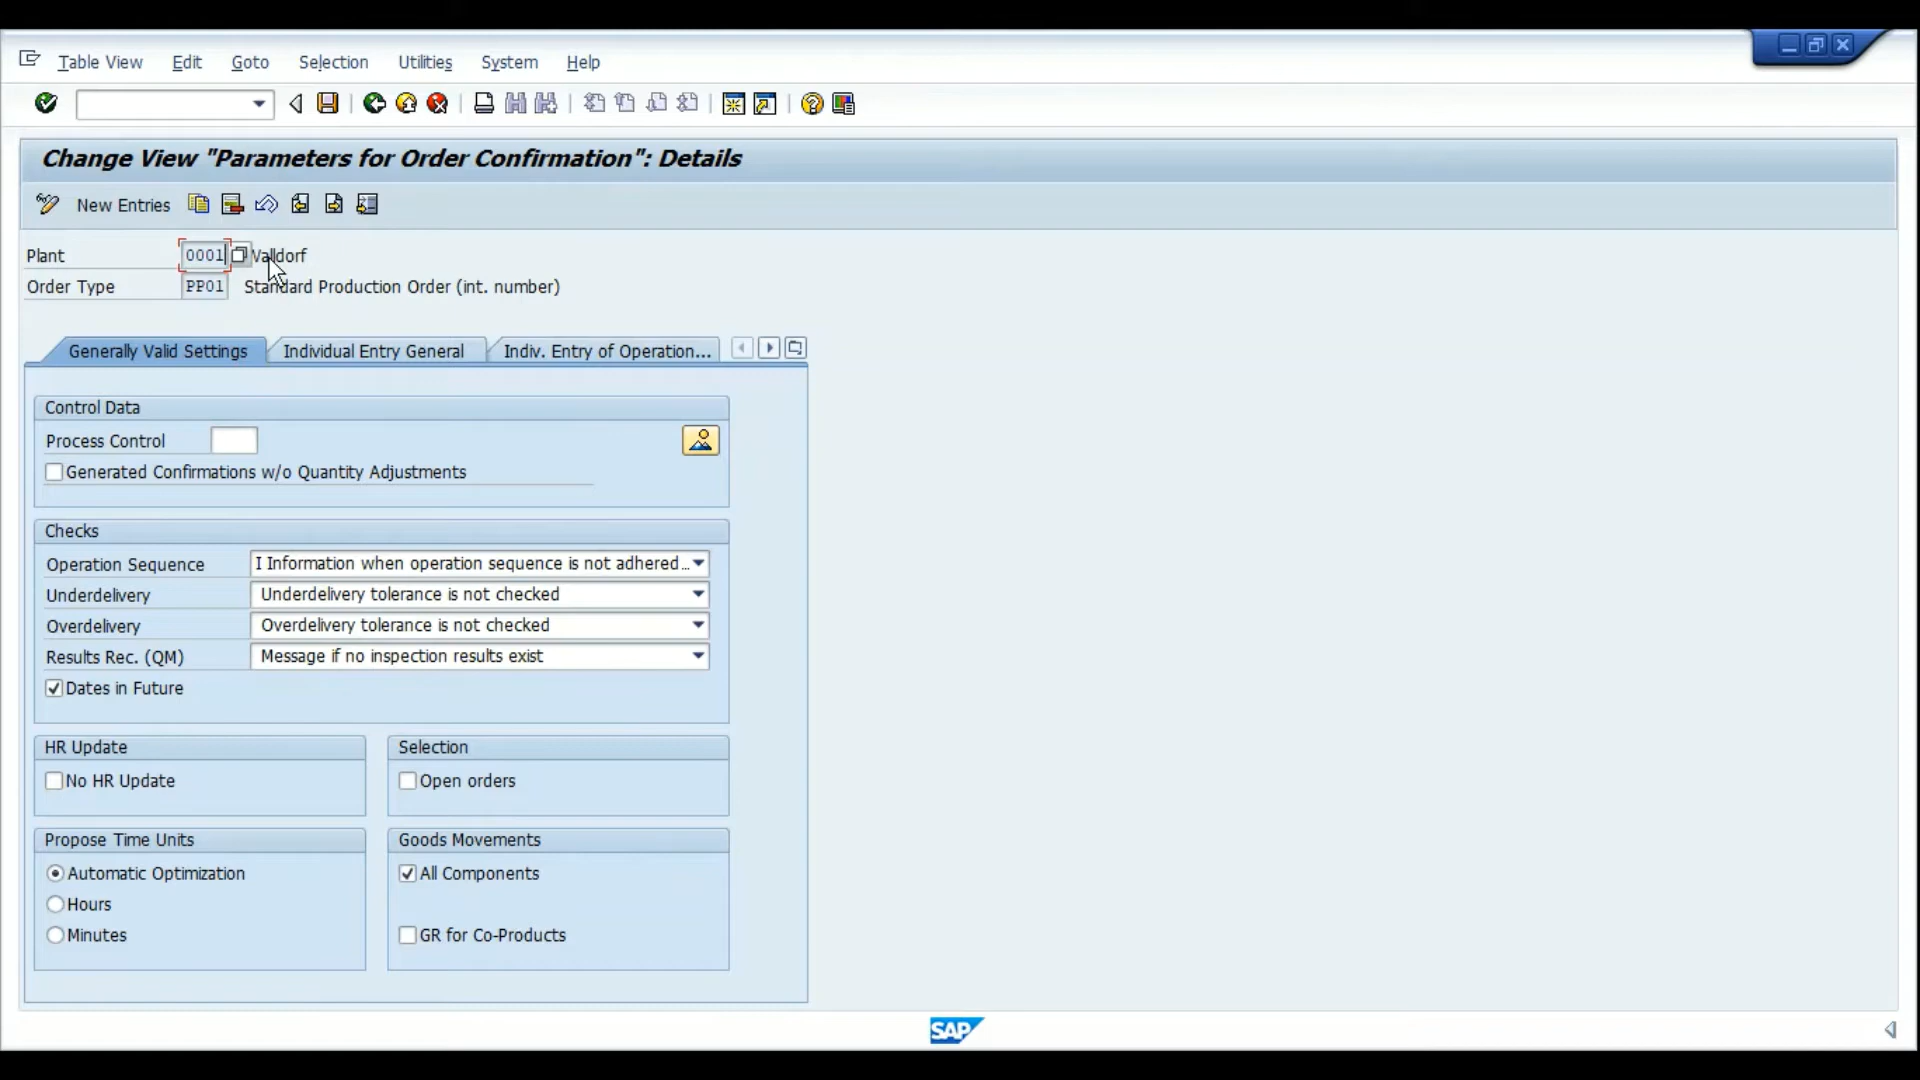 Table View Edit Goto Selection Utilities System Help
Change View "Parameters for Order Confirmation": Details
New Entries
Plant 0001 Valldorf
Order Type PP01 Standard Production Order (int. number)
Generally Valid Settings Individual Entry General Indiv. Entry of Operation...
Control Data
Process Control
Generated Confirmations w/o Quantity Adjustments
Checks
Operation Sequence I Information when operation sequence is not adhered...
Underdelivery Underdelivery tolerance is not checked
Overdelivery Overdelivery tolerance is not checked
Results Rec. (QM) Message if no inspection results exist
Dates in Future
HR Update Selection
No HR Update Open orders
Propose Time Units Goods Movements
Automatic Optimization All Components
Hours
Minutes GR for Co-Products
SAP